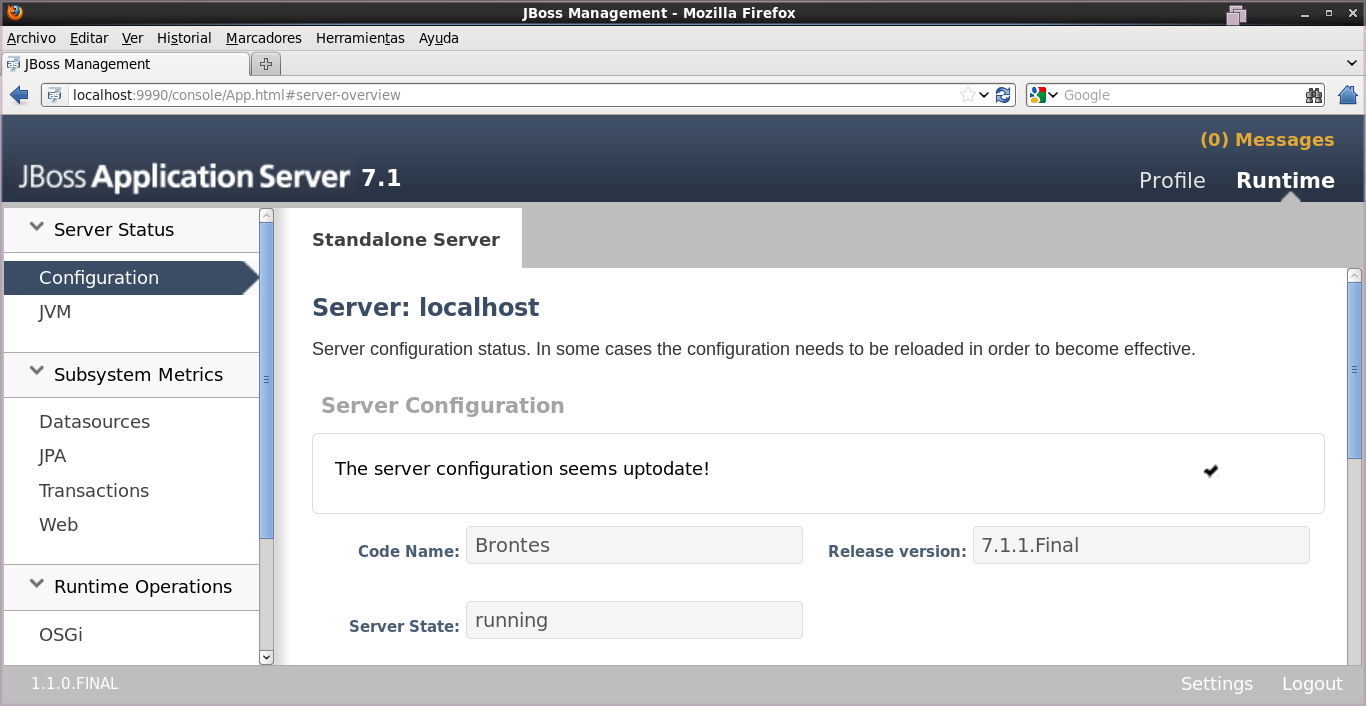 JBoss Management - Mozilla Firefox
Archivo Editar Ver Historial Marcadores Herramientas Ayuda
JBoss Management
localhost:9990/console/App.html#server-overview
Google
(0) Messages
JBoss Application Server 7.1
Profile Runtime
Server Status
Configuration
JVM
Subsystem Metrics
Datasources
JPA
Transactions
Web
Runtime Operations
OSGi
Standalone Server
Server: localhost
Server configuration status. In some cases the configuration needs to be reloaded in order to become effective.
Server Configuration
The server configuration seems uptodate!
Code Name: Brontes Release version: 7.1.1.Final
Server State: running
1.1.0.FINAL
Settings Logout